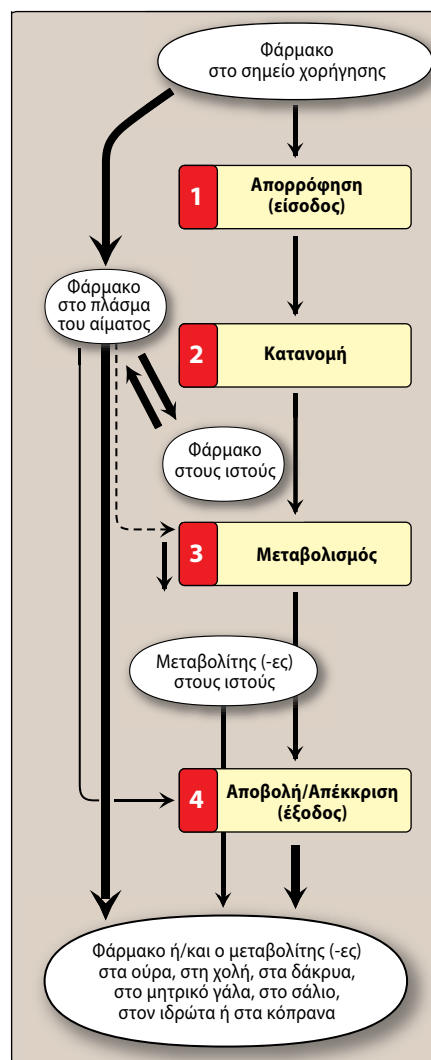 Φάρμακο
στο σημείο χορήγησης
1
Απορρόφηση
(είσοδος)
Φάρμακο
στο πλάσμα
του αίματος
2
Κατανομή
Φάρμακο
στους ιστούς
3
Μεταβολισμός
Μεταβολίτης (-ες)
στους ιστούς
4
Αποβολή/Απέκκριση
(έξοδος)
Φάρμακο ή/και ο μεταβολίτης (-ες)
στα ούρα, στη χολή, στα δάκρυα,
στο μητρικό γάλα, στο σάλιο,
στον ιδρώτα ή στα κόπρανα